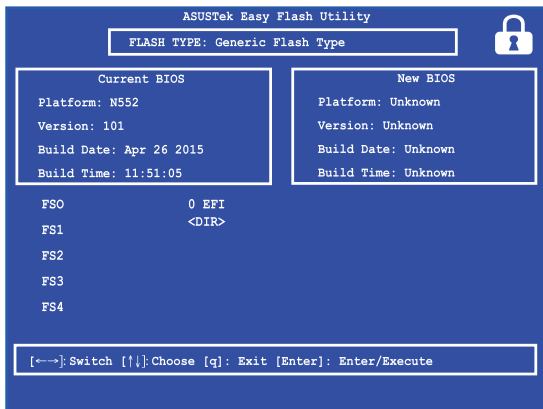 ASUSTek Easy Flash Utility
FLASH TYPE: Generic Flash Type
Current BIOS
Platform: N552
Version: 101
Build Date: Apr 26 2015
Build Time: 11:51:05
New BIOS
Platform: Unknown
Version: Unknown
Build Date: Unknown
Build Time: Unknown
FSO 0 EFI
FS1 <DIR>
FS2
FS3
FS4
[←→]: Switch [↑↓]: Choose [q]: Exit [Enter]: Enter/Execute